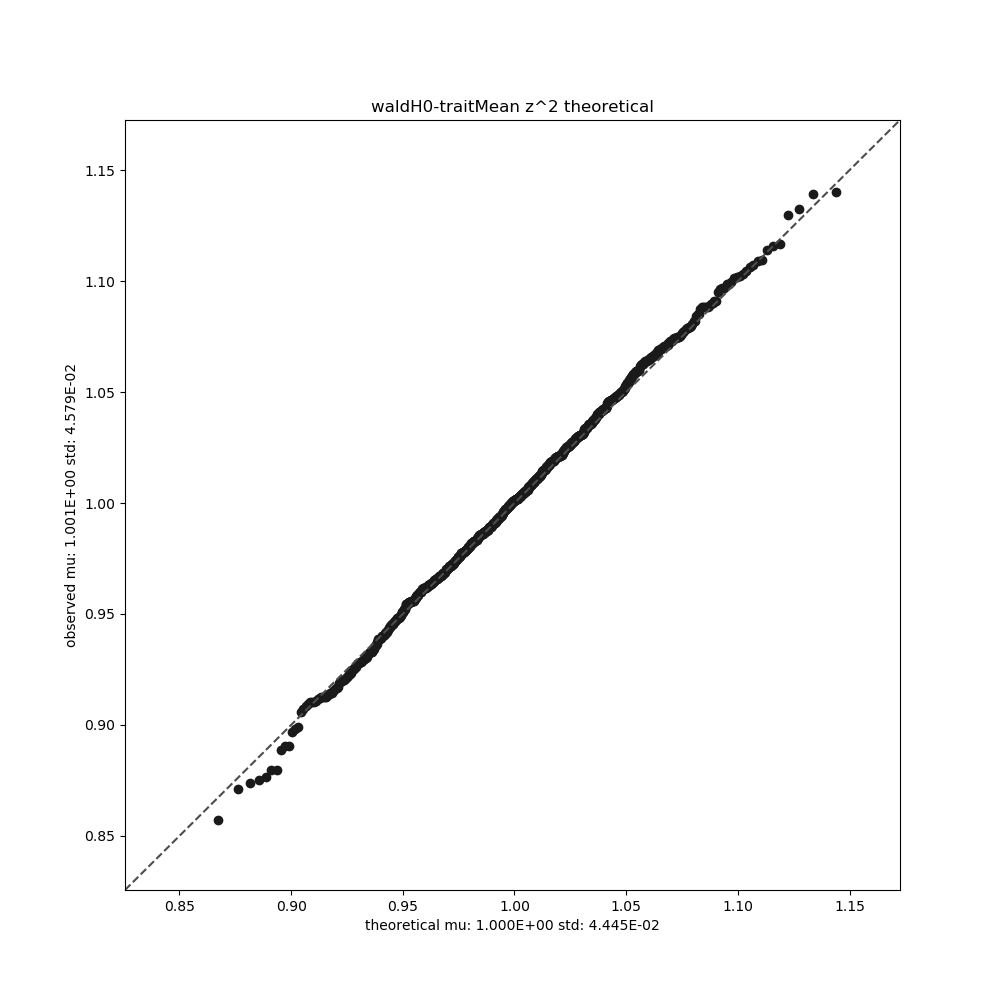 waldH0-traitMean z^2 theoretical
1.15
1.10
1.05
1.00
0.95
0.90
0.85
observed mu: 1.001E+00 std: 4.579E-02
0.85 0.90 0.95 1.00 1.05 1.10 1.15
theoretical mu: 1.000E+00 std: 4.445E-02